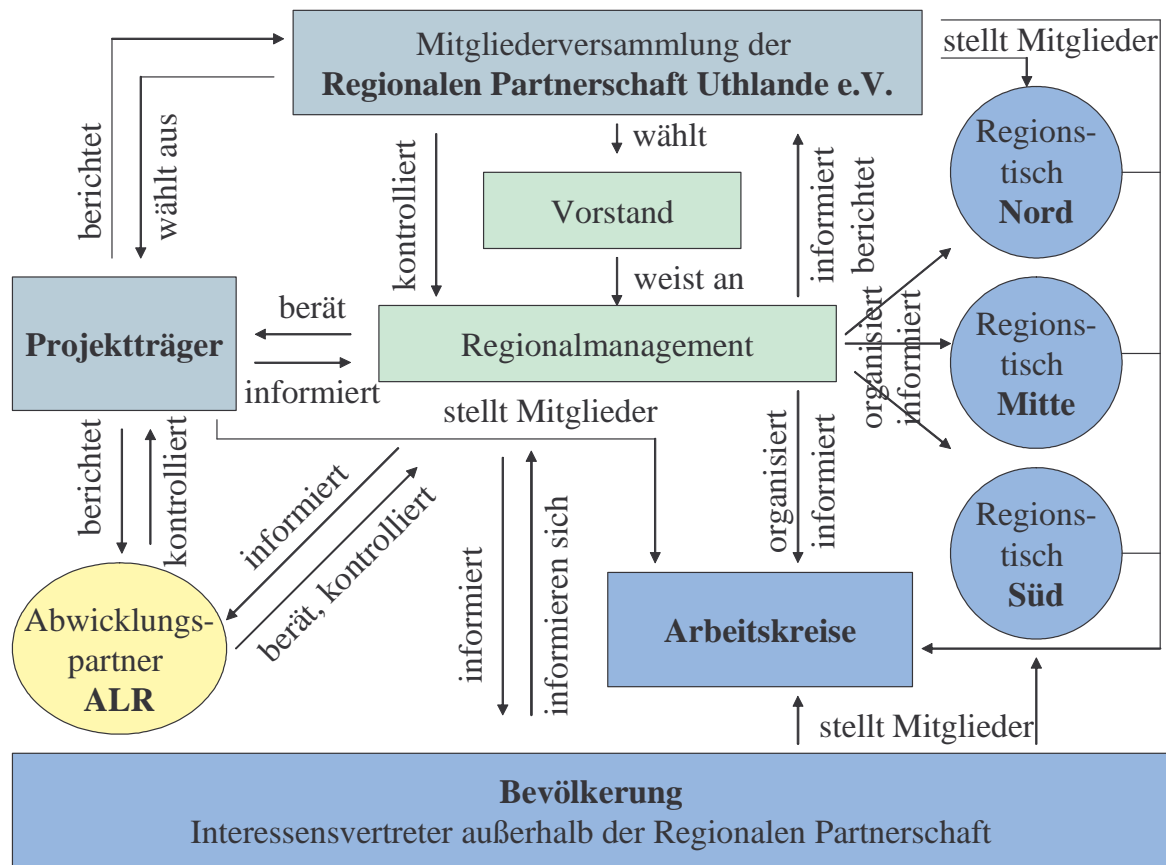 Mitgliederversammlung der
Regionalen Partnerschaft Uthlande e.V.
stellt Mitglieder
berichtet
wählt aus
kontrolliert
wählt
informiert
berichtet
Regions-
tisch
Nord
Vorstand
weist an
Projektträger
berät
informiert
Regionalmanagement
organisiert
informiert
Regions-
tisch
Mitte
stellt Mitglieder
berichtet
kontrolliert
informiert
berät, kontrolliert
informiert
informieren sich
organisiert
informiert
Regions-
tisch
Süd
Abwicklungs-
partner
ALR
Arbeitskreise
stellt Mitglieder
Bevölkerung
Interessensvertreter außerhalb der Regionalen Partnerschaft